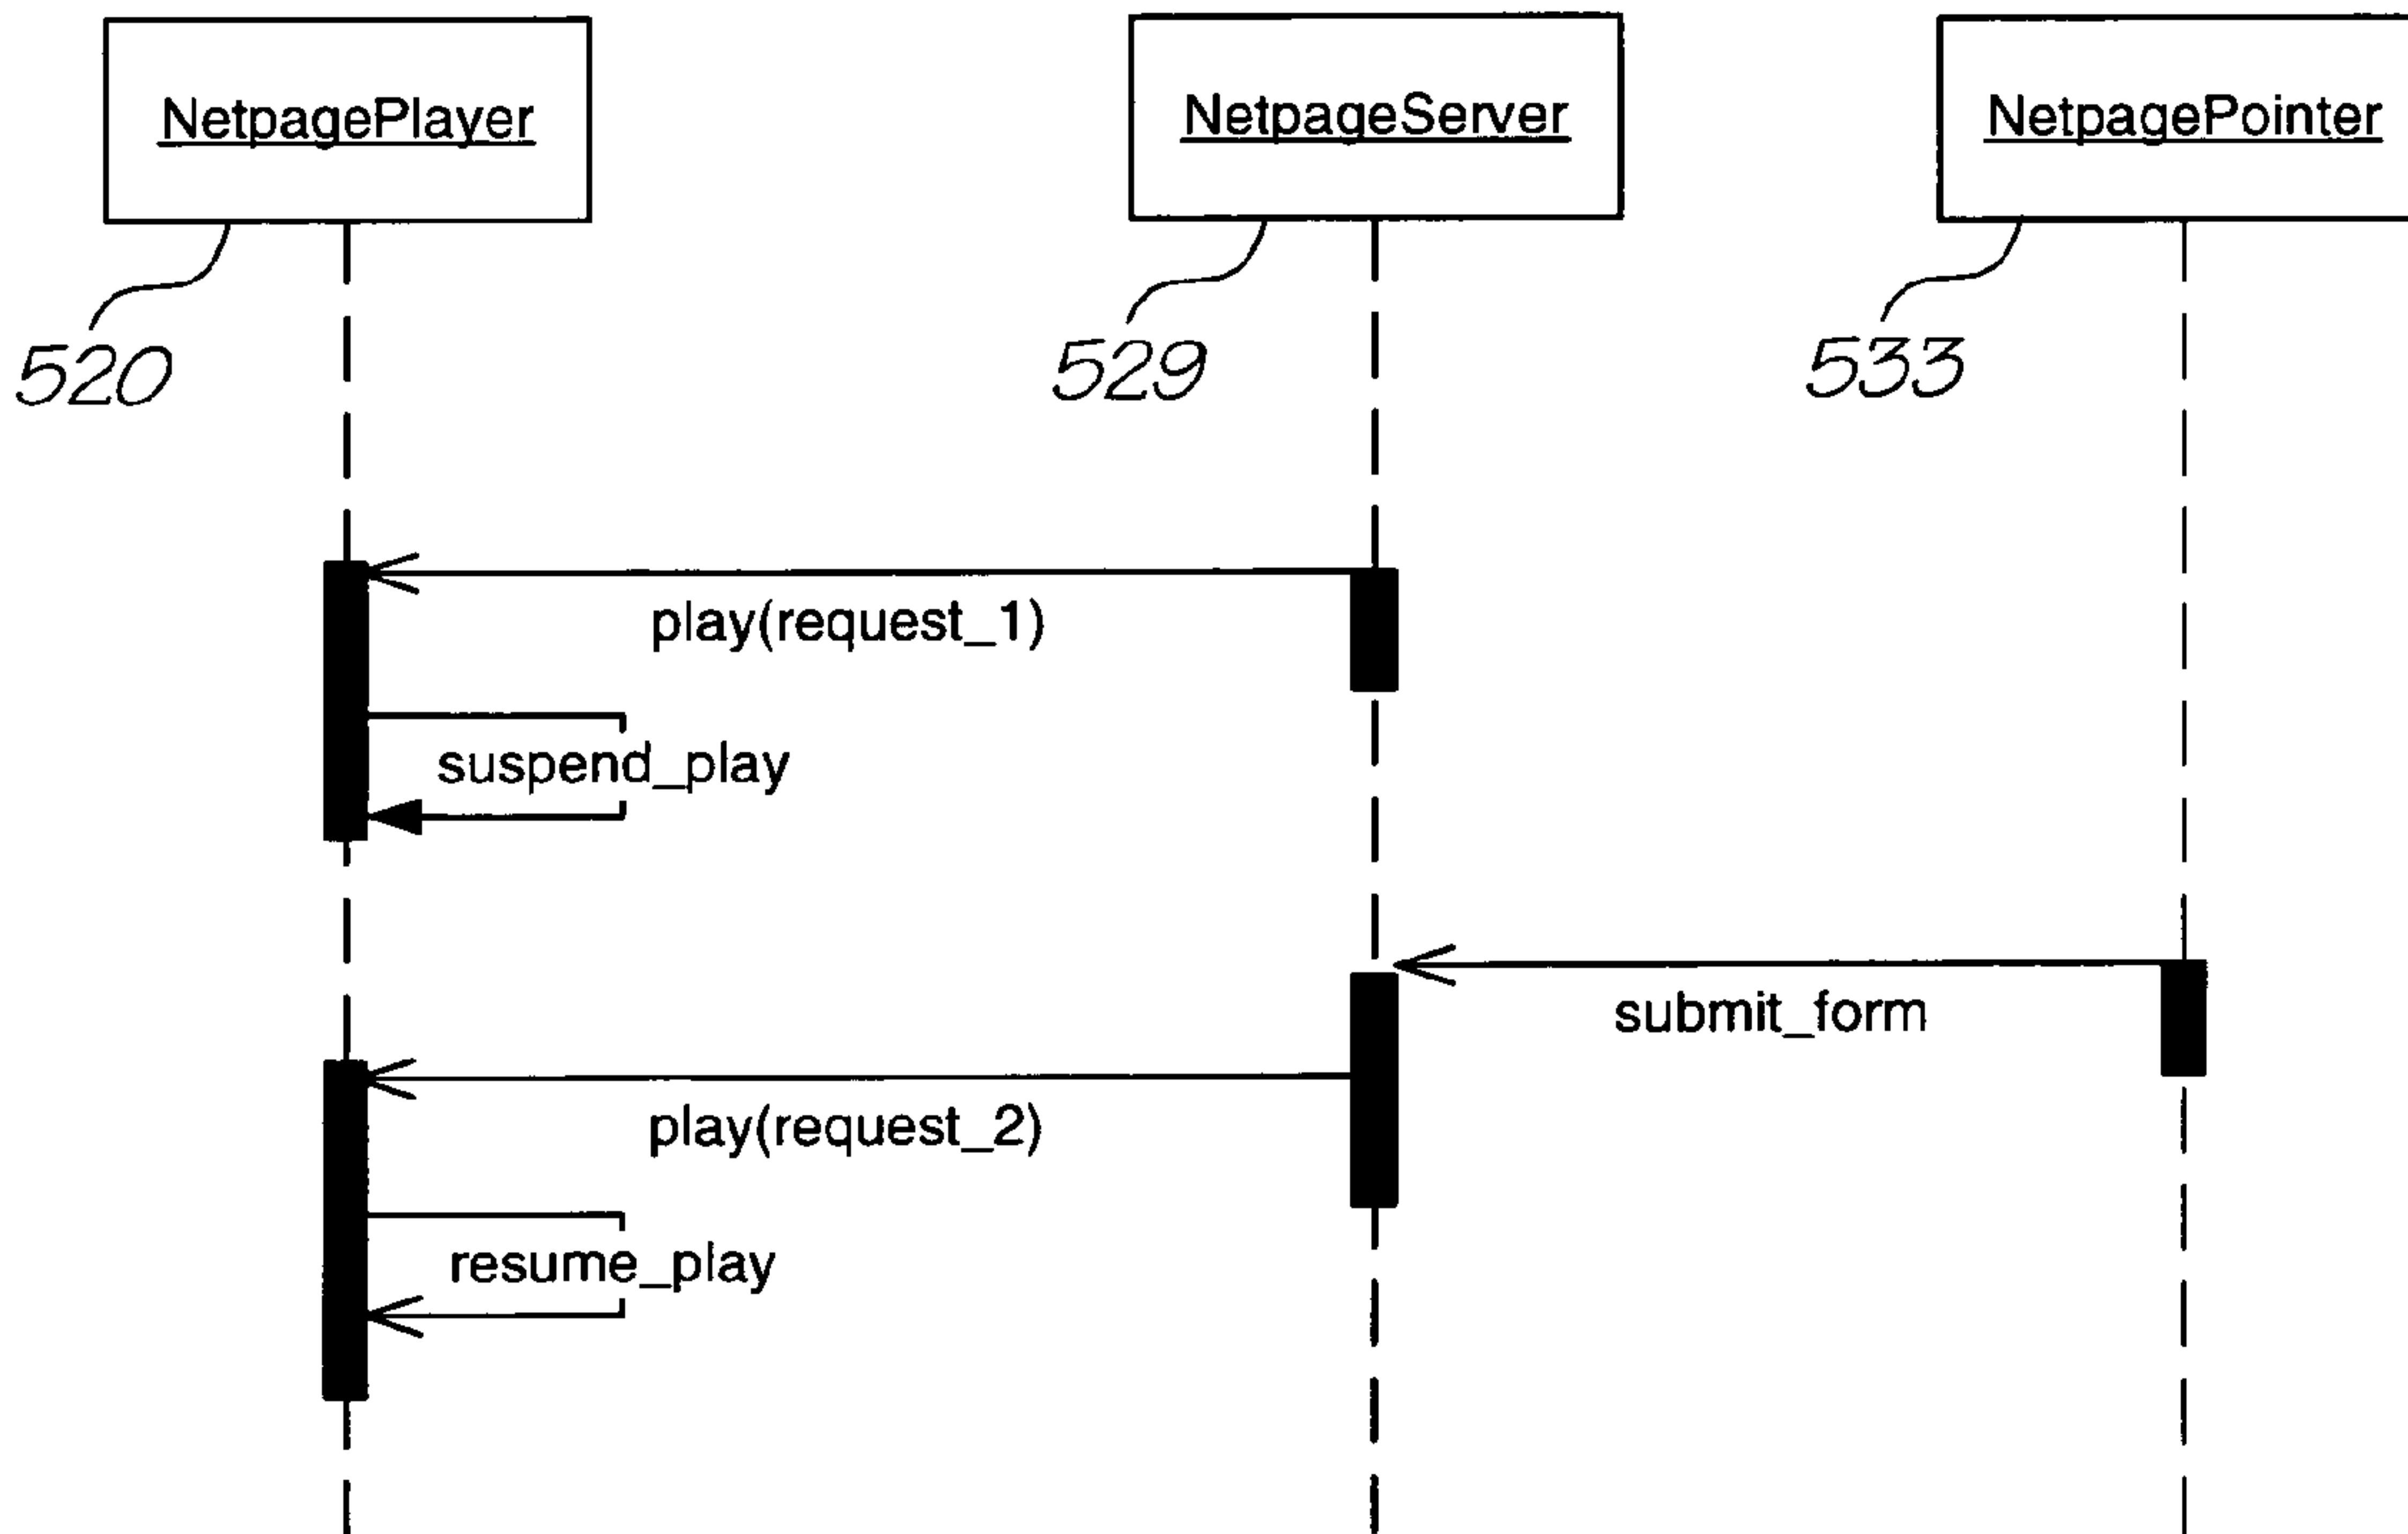 NetpagePlayer
NetpageServer
NetpagePointer
520
529
533
play(request_1)
suspend_play
submit_form
play(request_2)
resume_play